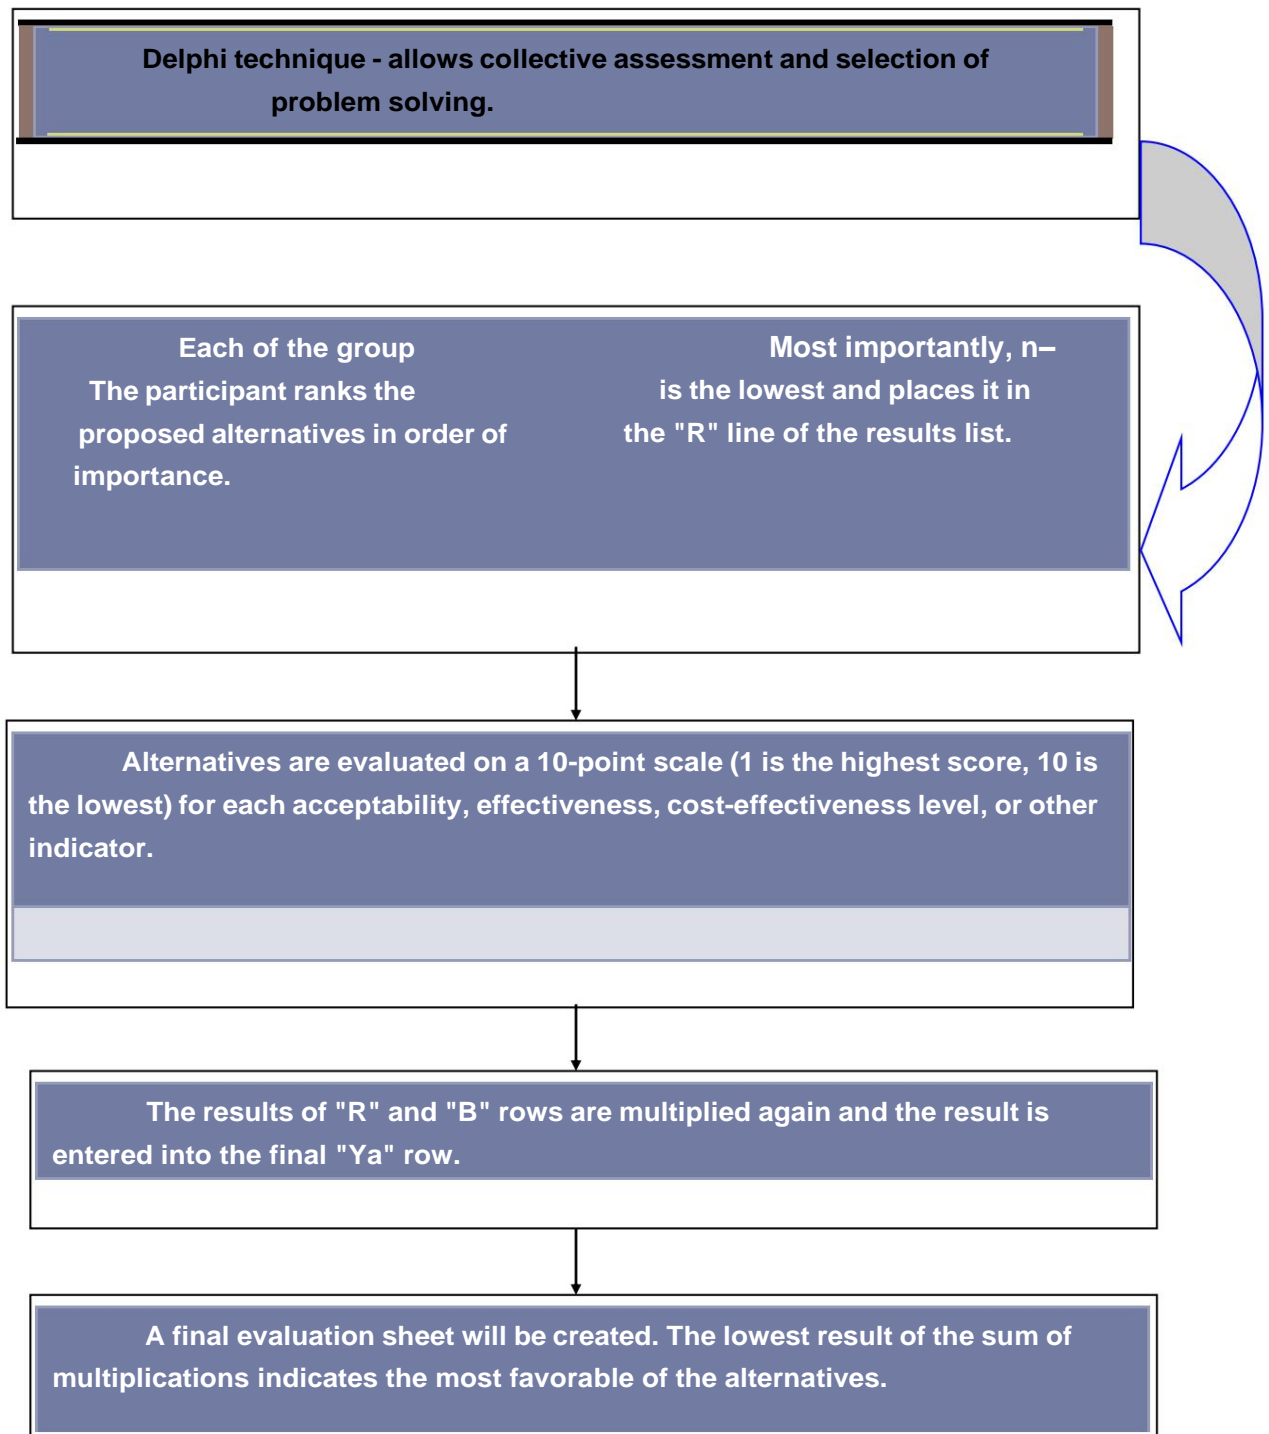 Delphi technique - allows collective assessment and selection of
problem solving.
Each of the group
The participant ranks the
proposed alternatives in order of
importance.
Most importantly, n–
is the lowest and places it in
the "R" line of the results list.
Alternatives are evaluated on a 10-point scale (1 is the highest score, 10 is
the lowest) for each acceptability, effectiveness, cost-effectiveness level, or other
indicator.
The results of "R" and "B" rows are multiplied again and the result is
entered into the final "Ya" row.
A final evaluation sheet will be created. The lowest result of the sum of
multiplications indicates the most favorable of the alternatives.